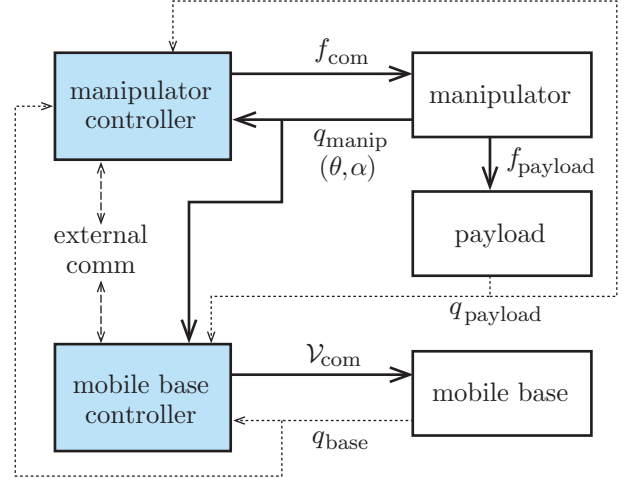 f_com
manipulator
controller
manipulator
q_manip
(θ,α)
f_payload
external
comm
payload
q_payload
mobile base
controller
𝒱_com
mobile base
q_base